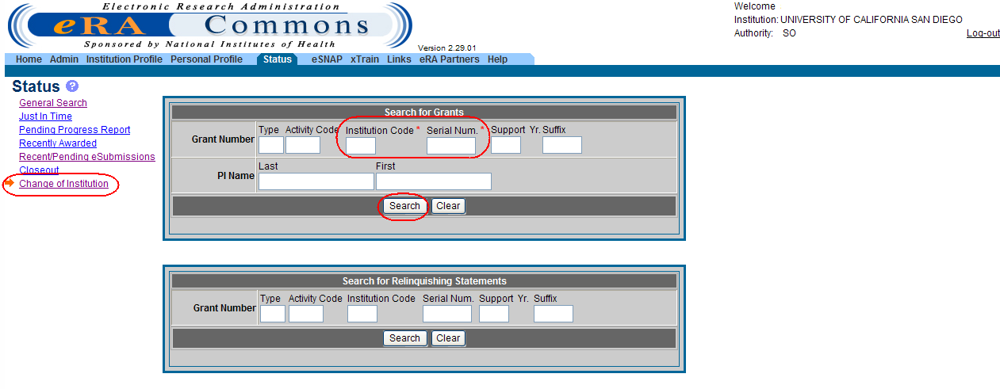 Electronic Research Administration
eRA Commons
Sponsored by National Institutes of Health
Version 2.29.01
Welcome
Institution: UNIVERSITY OF CALIFORNIA SAN DIEGO
Authority: SO
Log-out
Home Admin Institution Profile Personal Profile Status eSNAP xTrain Links eRA Partners Help
Status ?
General Search
Just In Time
Pending Progress Report
Recently Awarded
Recent/Pending eSubmissions
Closeout
Change of Institution
Search for Grants
Type Activity Code Institution Code * Serial Num. * Support Yr. Suffix
Grant Number
Last First
PI Name
Search Clear
Search for Relinquishing Statements
Type Activity Code Institution Code Serial Num. Support Yr. Suffix
Grant Number
Search Clear